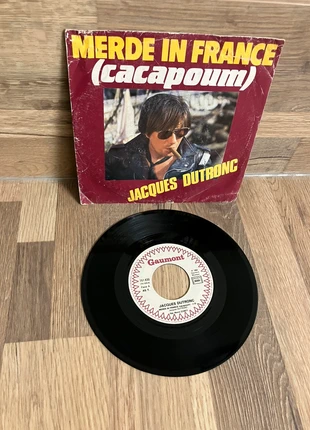 MERDE IN FRANCE
(cacapoum)
JACQUES DUTRONC
Gaumont
JACQUES DUTRONC